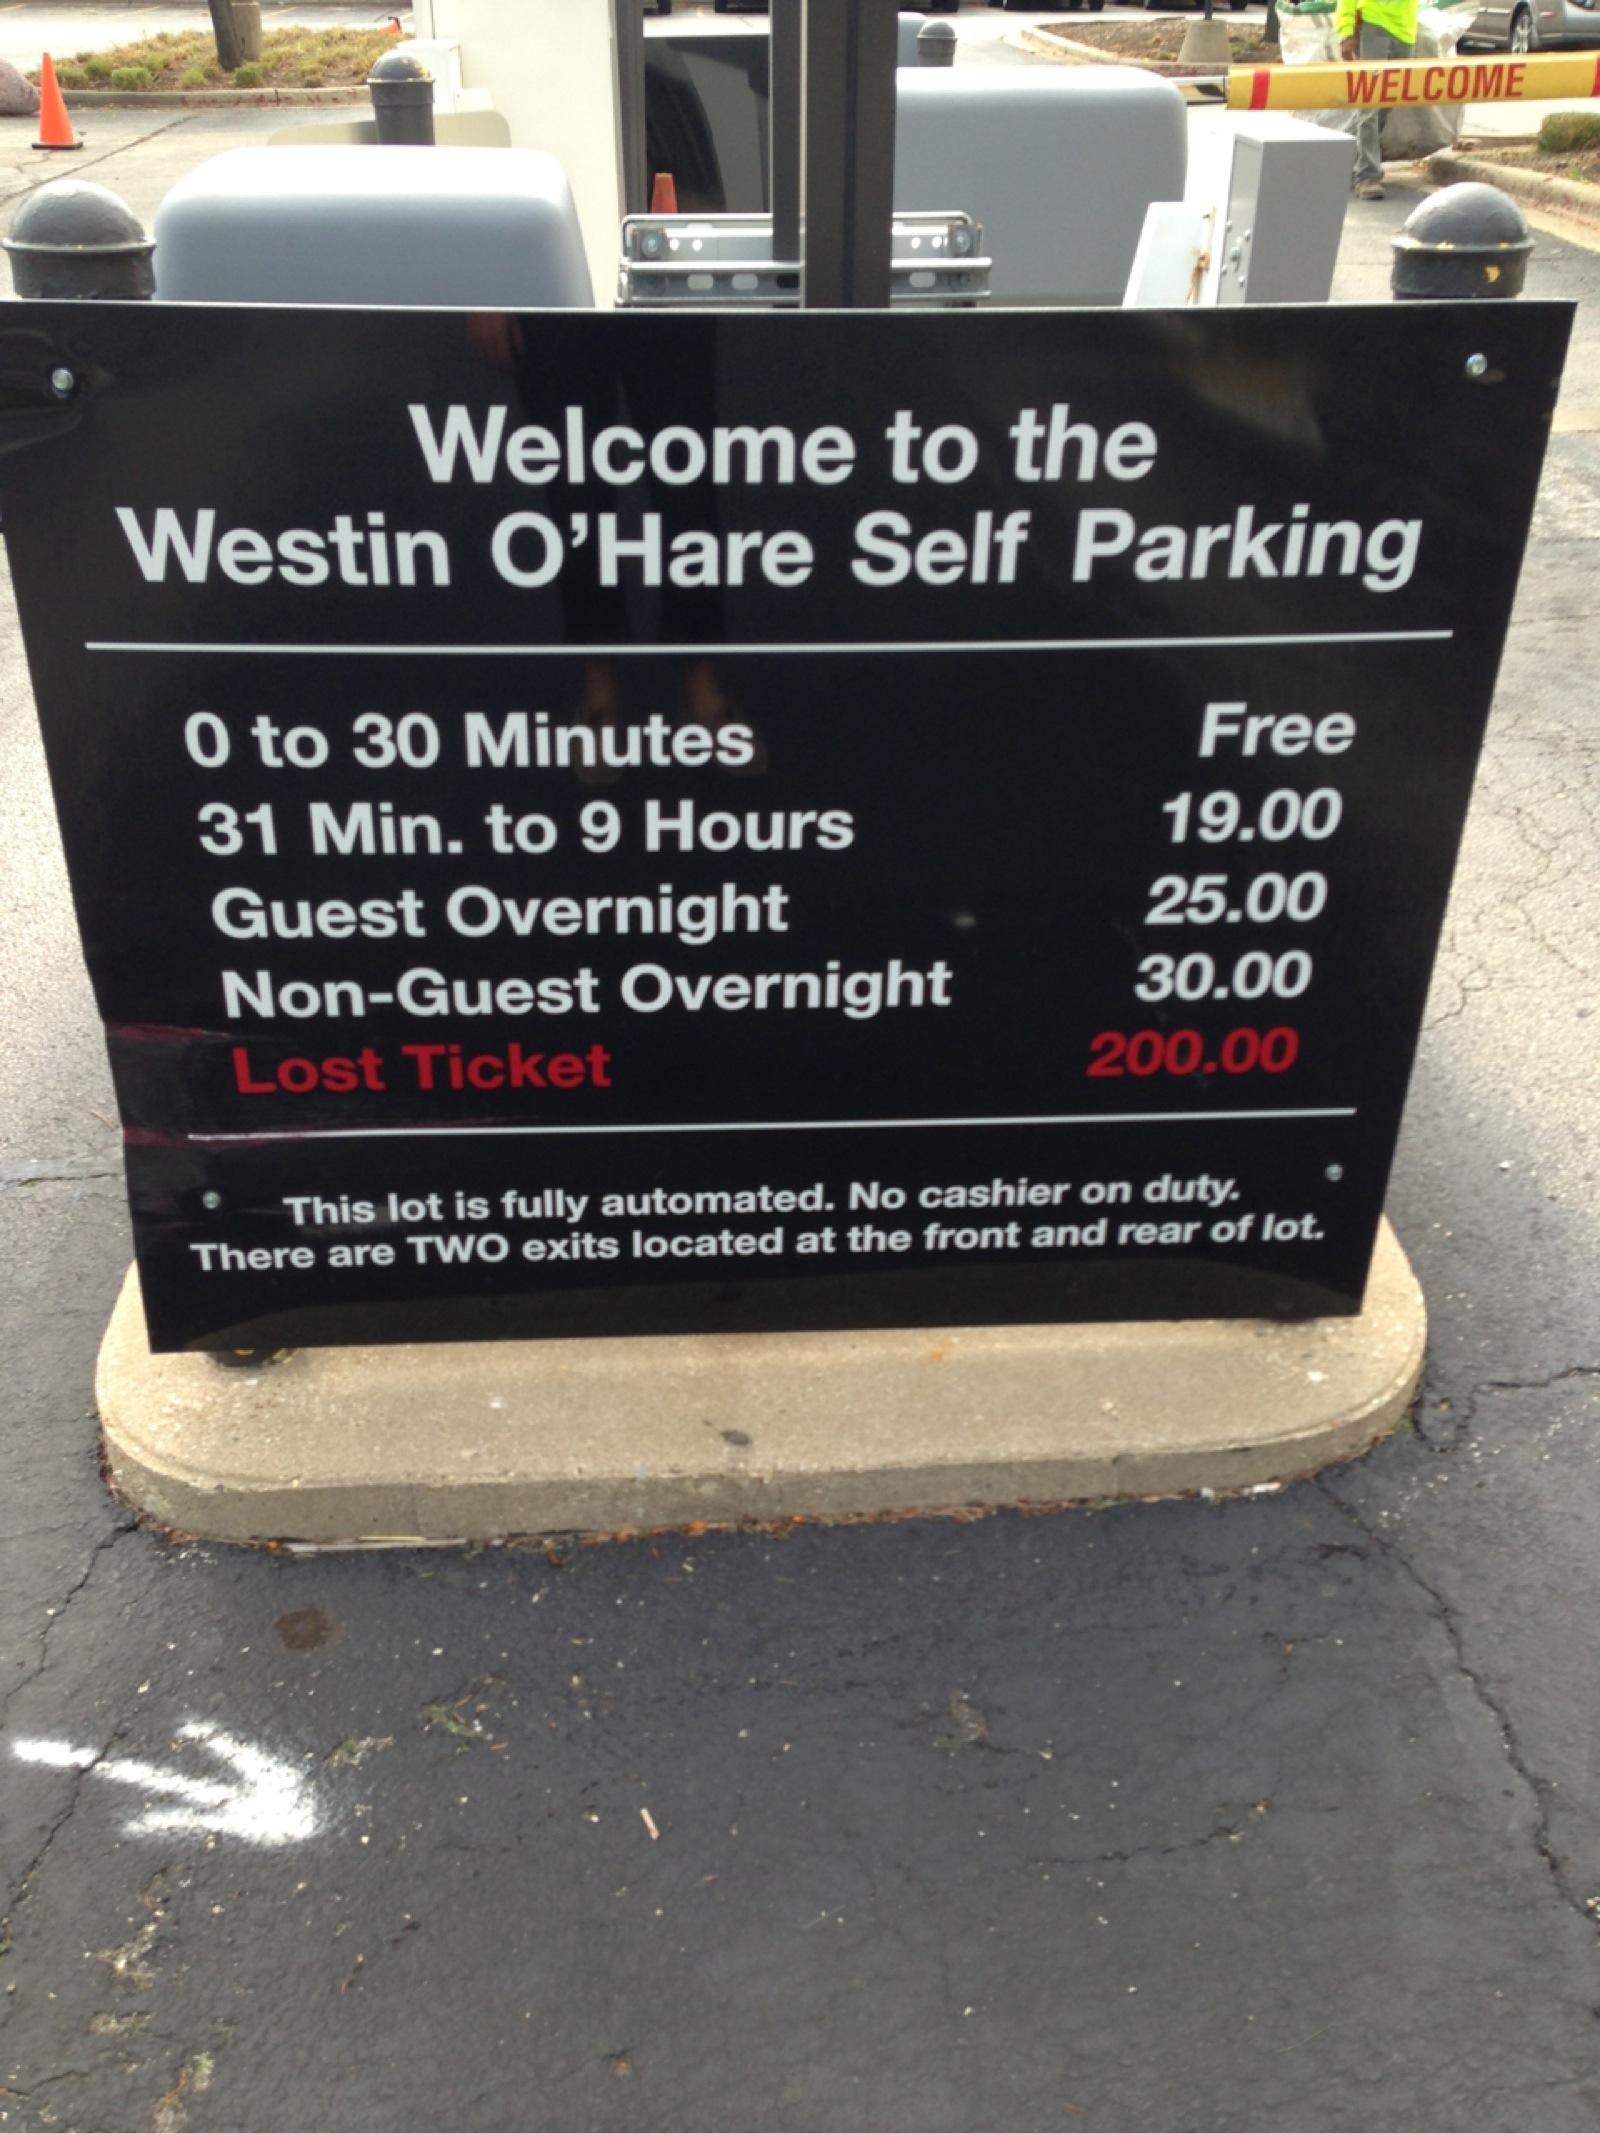 WELCOME
Welcome to the
Westin O'Hare Self Parking
0 to 30 Minutes Free
31 Min. to 9 Hours 19.00
Guest Overnight 25.00
Non-Guest Overnight 30.00
Lost Ticket 200.00
This lot is fully automated. No cashier on duty.
There are TWO exits located at the front and rear of lot.